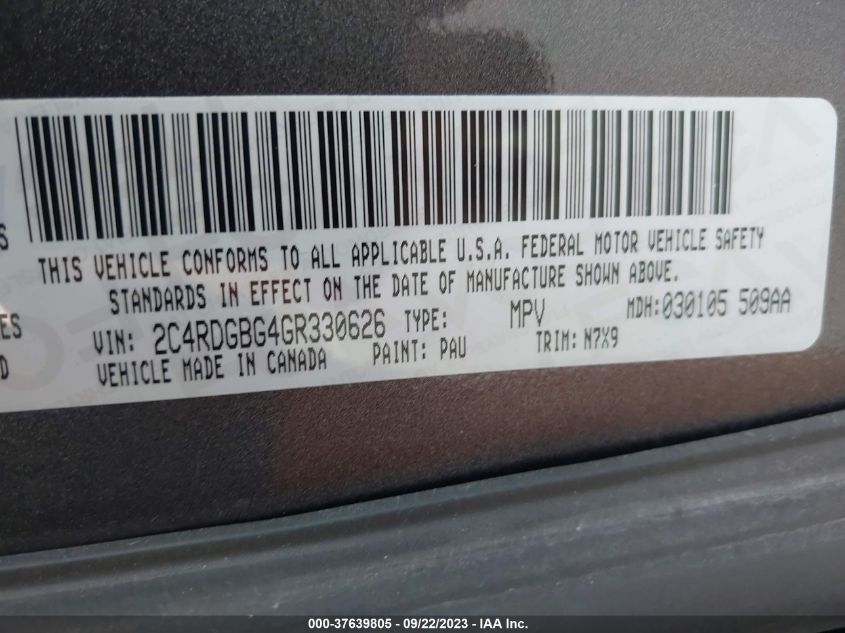 THIS VEHICLE CONFORMS TO ALL APPLICABLE U.S.A. FEDERAL MOTOR VEHICLE SAFETY
STANDARDS IN EFFECT ON THE DATE OF MANUFACTURE SHOWN ABOVE.
VIN: 2C4RDGBG4GR330626 TYPE: MPV MDH:030105 509AA
VEHICLE MADE IN CANADA PAINT: PAU TRIM: N7X9
000-37639805 - 09/22/2023 - IAA Inc.